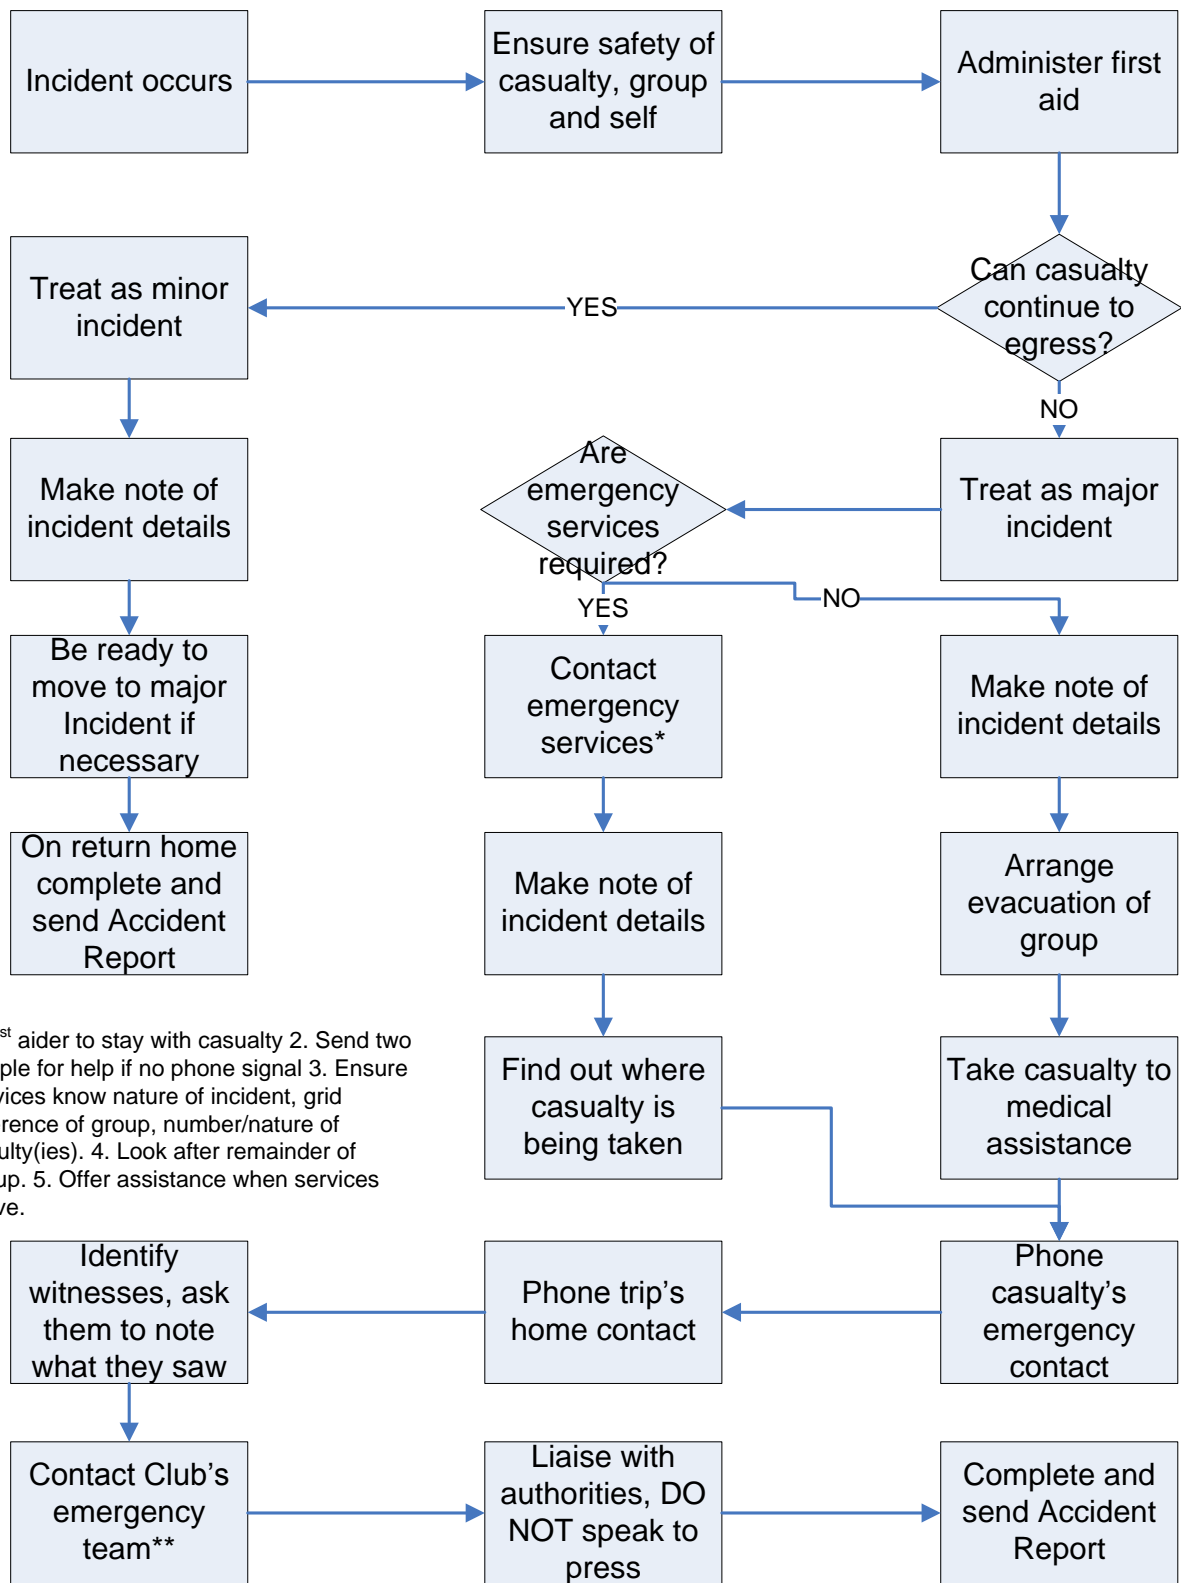 Incident occurs
Ensure safety of
casualty, group
and self
Administer first
aid
Can casualty
continue to
egress?
YES
NO
Treat as minor
incident
Make note of
incident details
Be ready to
move to major
Incident if
necessary
On return home
complete and
send Accident
Report
Treat as major
incident
Are
emergency
services
required?
YES
NO
Contact
emergency
services*
Make note of
incident details
Find out where
casualty is
being taken
Make note of
incident details
Arrange
evacuation of
group
Take casualty to
medical
assistance
st aider to stay with casualty 2. Send two
ple for help if no phone signal 3. Ensure
vices know nature of incident, grid
erence of group, number/nature of
ulty(ies). 4. Look after remainder of
up. 5. Offer assistance when services
ve.
Phone
casualty’s
emergency
contact
Phone trip’s
home contact
Identify
witnesses, ask
them to note
what they saw
Contact Club’s
emergency
team**
Liaise with
authorities, DO
NOT speak to
press
Complete and
send Accident
Report